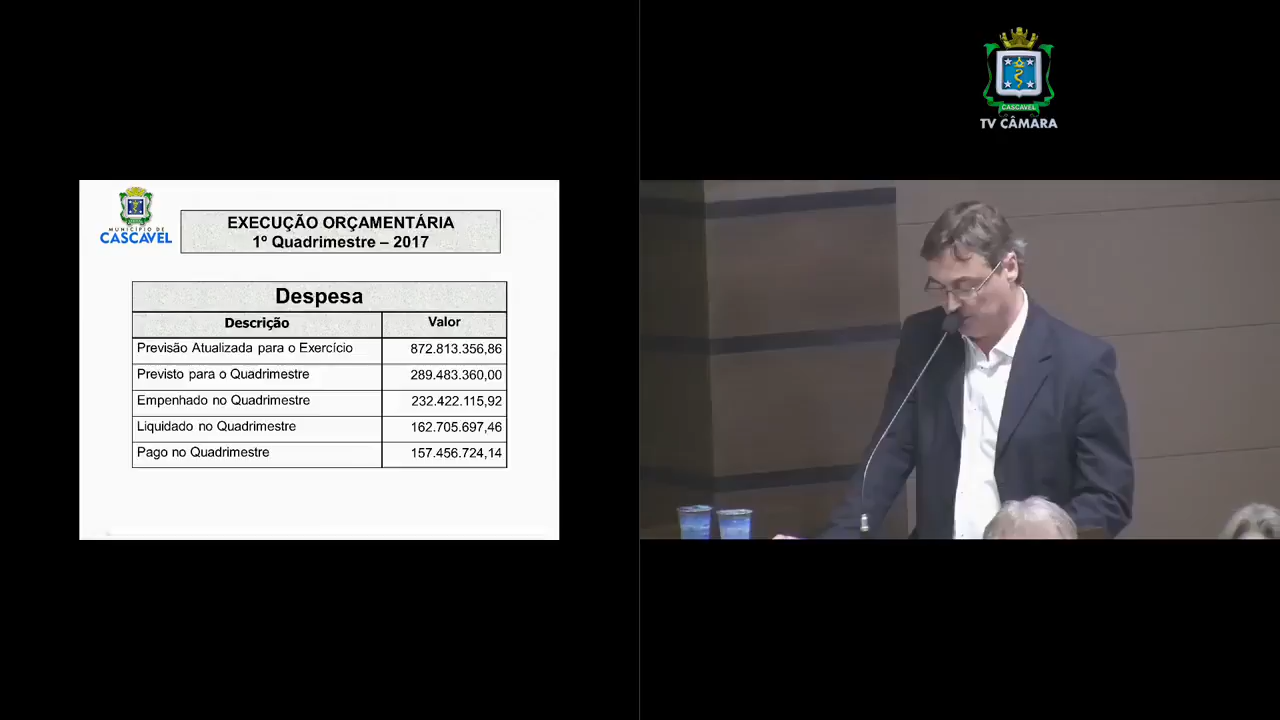 MUNICÍPIO DE
CASCAVEL
EXECUÇÃO ORÇAMENTÁRIA
1º Quadrimestre – 2017
Despesa
Descrição Valor
Previsão Atualizada para o Exercício 872.813.356,86
Previsto para o Quadrimestre 289.483.360,00
Empenhado no Quadrimestre 232.422.115,92
Liquidado no Quadrimestre 162.705.697,46
Pago no Quadrimestre 157.456.724,14
CASCAVEL
TV CÂMARA